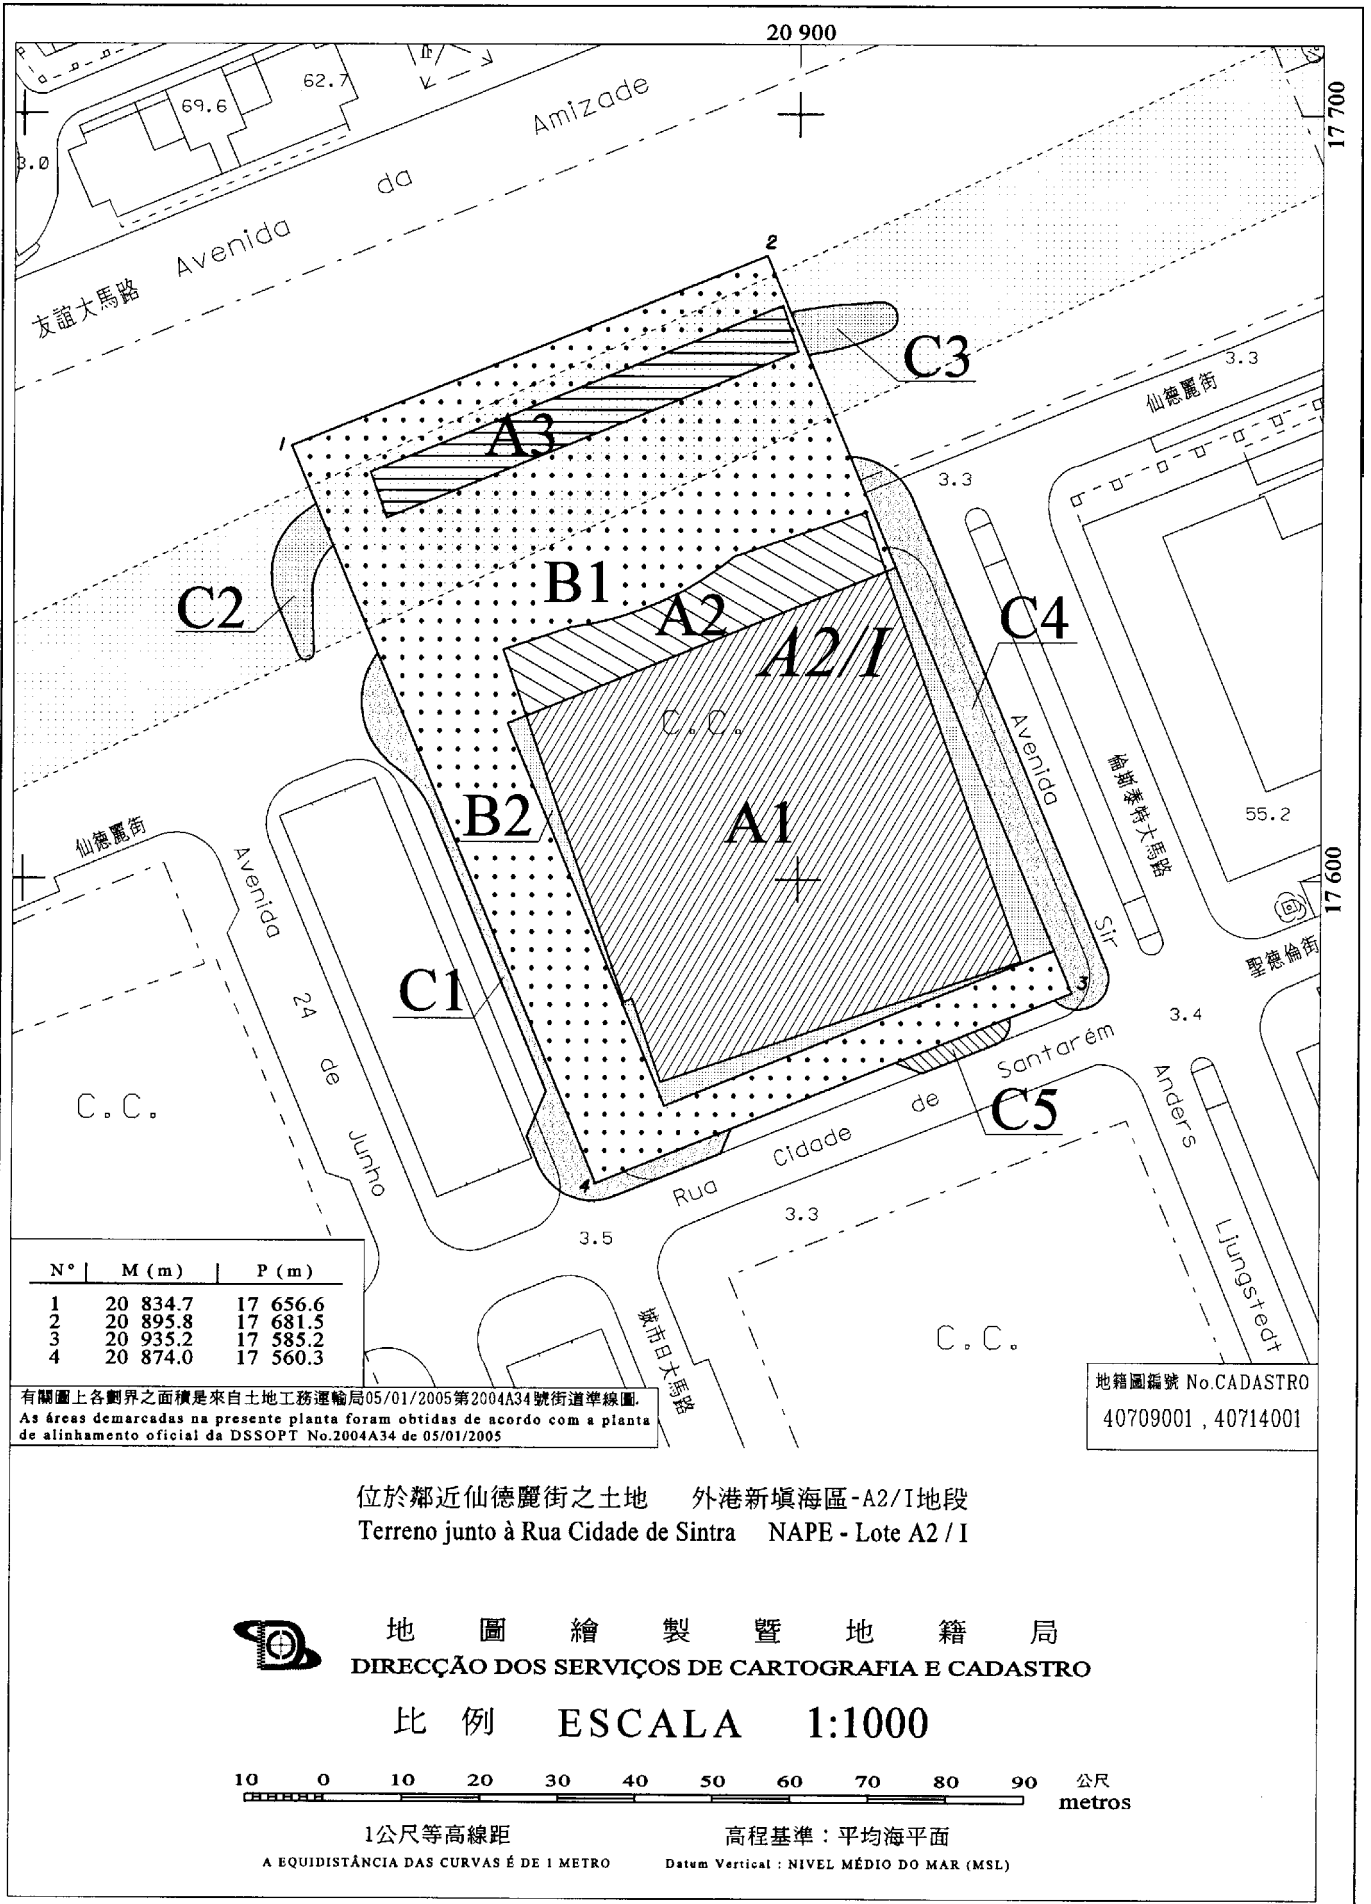 20 900
17 700
62.7
69.6
3.0
Amizade
da
Avenida
友誼大馬路
2
C3
3.3
仙德麗街
A3
1
3.3
C2
B1
A2
C4
A2/I
C.C.
Avenida
倫斯泰特大馬路
B2
A1
55.2
仙德麗街
17 600
Avenida
Sir
聖德倫街
C1
3
24
3.4
de
Santarém
C.C.
Anders
de
C5
Junho
Cidade
4
Rua
3.3
3.5
Ljungstedt
城市日大馬路
C.C.
N° M (m) P (m)
1 20 834.7 17 656.6
2 20 895.8 17 681.5
3 20 935.2 17 585.2
4 20 874.0 17 560.3
有關圖上各劃界之面積是來自土地工務運輸局05/01/2005第2004A34號街道準線圖.
As áreas demarcadas na presente planta foram obtidas de acordo com a planta
de alinhamento oficial da DSSOPT No.2004A34 de 05/01/2005
地籍圖編號 No.CADASTRO
40709001 , 40714001
位於鄰近仙德麗街之土地 外港新填海區-A2/I地段
Terreno junto à Rua Cidade de Sintra NAPE - Lote A2 / I
地圖繪製暨地籍局
DIRECÇÃO DOS SERVIÇOS DE CARTOGRAFIA E CADASTRO
比例 ESCALA 1:1000
10 0 10 20 30 40 50 60 70 80 90 公尺
metros
1公尺等高線距 高程基準：平均海平面
A EQUIDISTÂNCIA DAS CURVAS É DE 1 METRO Datum Vertical : NIVEL MÉDIO DO MAR (MSL)